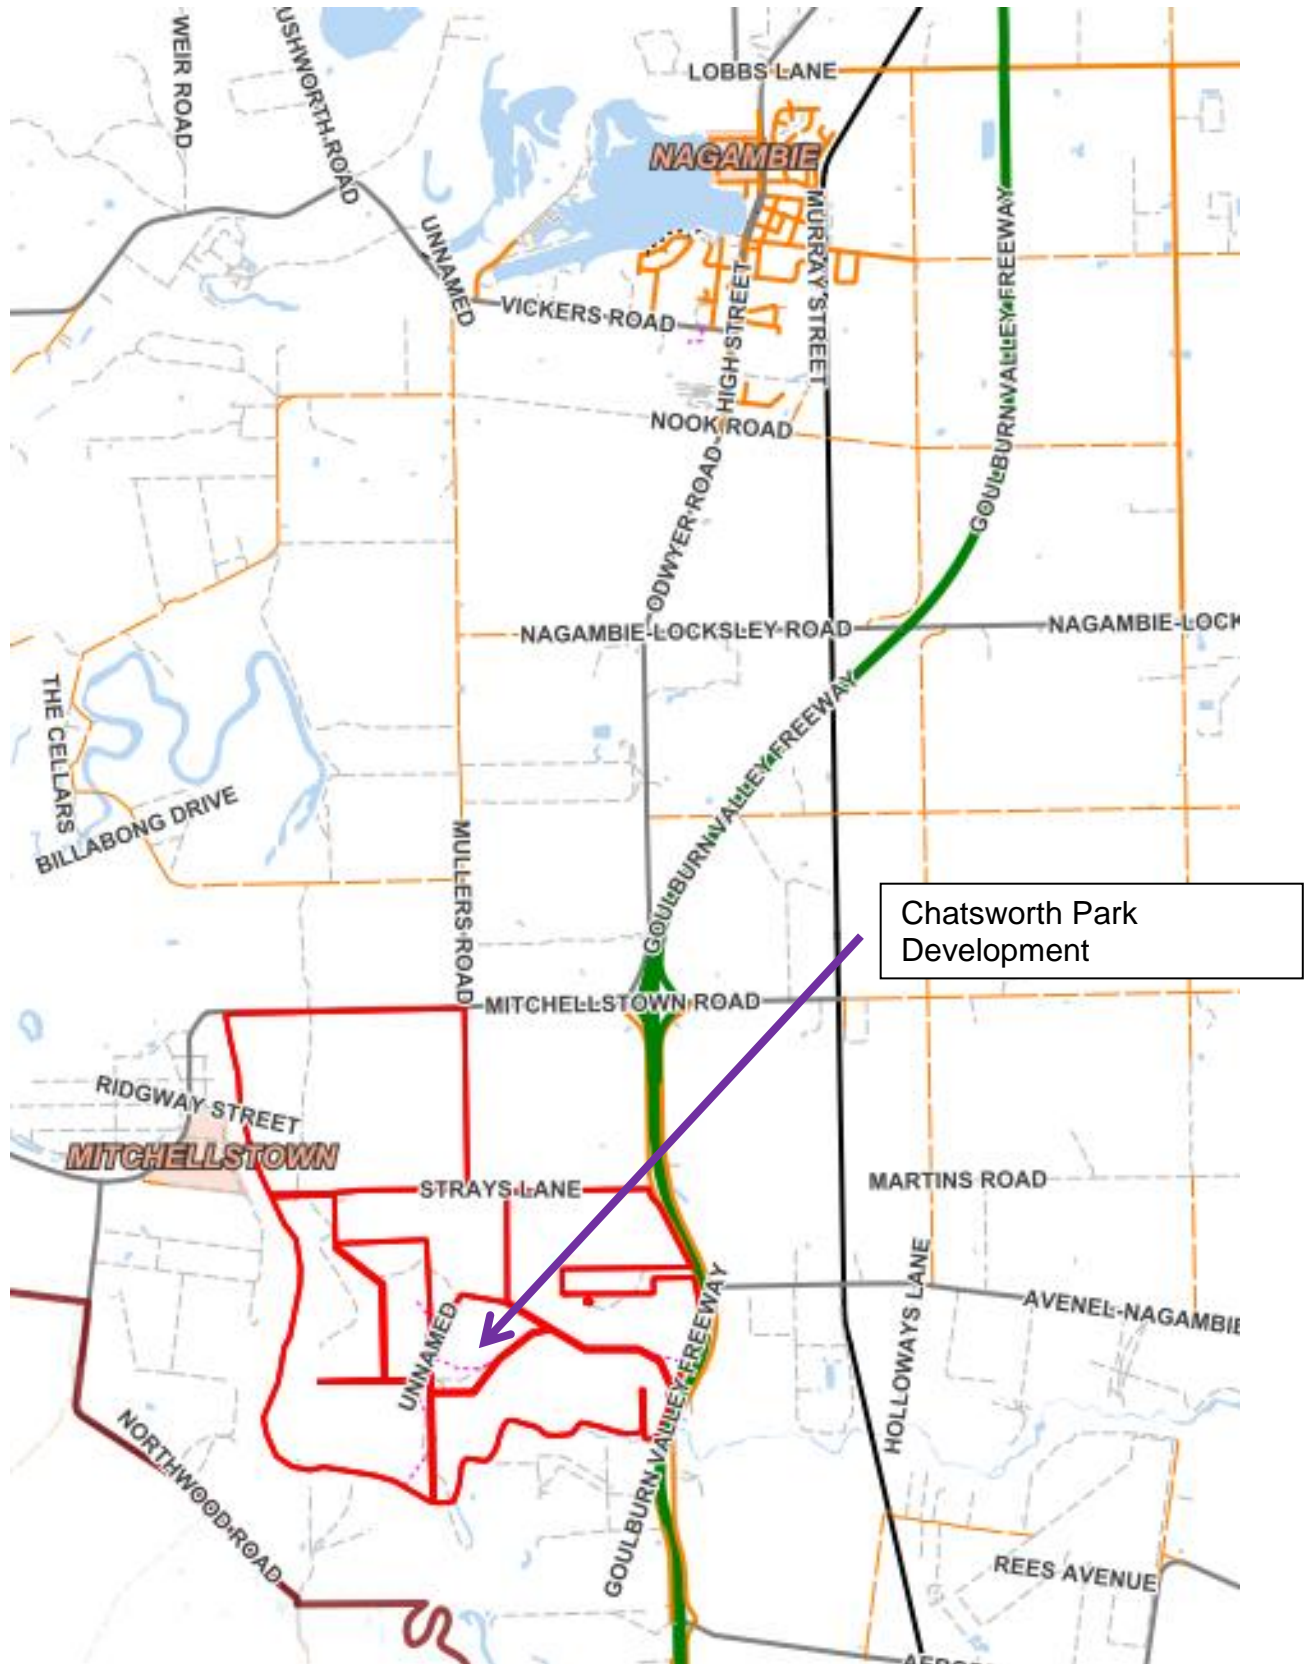 WEIR ROAD
USHWORTH ROAD
LOBBS LANE
NAGAMBIE
UNNAMED
MURRAY STREET
GOULBURN VALLEY FREEWAY
VICKERS ROAD
HIGH STREET
NOOK ROAD
GOULBURN VALLEY FREEWAY
ODWYER ROAD
NAGAMBIE-LOCKSLEY ROAD
NAGAMBIE-LOCK
THE CELLARS
GOULBURN VALLEY FREEWAY
BILLABONG DRIVE
MULLERS ROAD
Chatsworth Park
Development
MITCHELLSTOWN ROAD
RIDGWAY STREET
MITCHELLSTOWN
STRAYS LANE
MARTINS ROAD
UNNAMED
GOULBURN VALLEY FREEWAY
HOLLOWAYS LANE
AVENEL-NAGAMBIE
NORTHWOOD ROAD
REES AVENUE